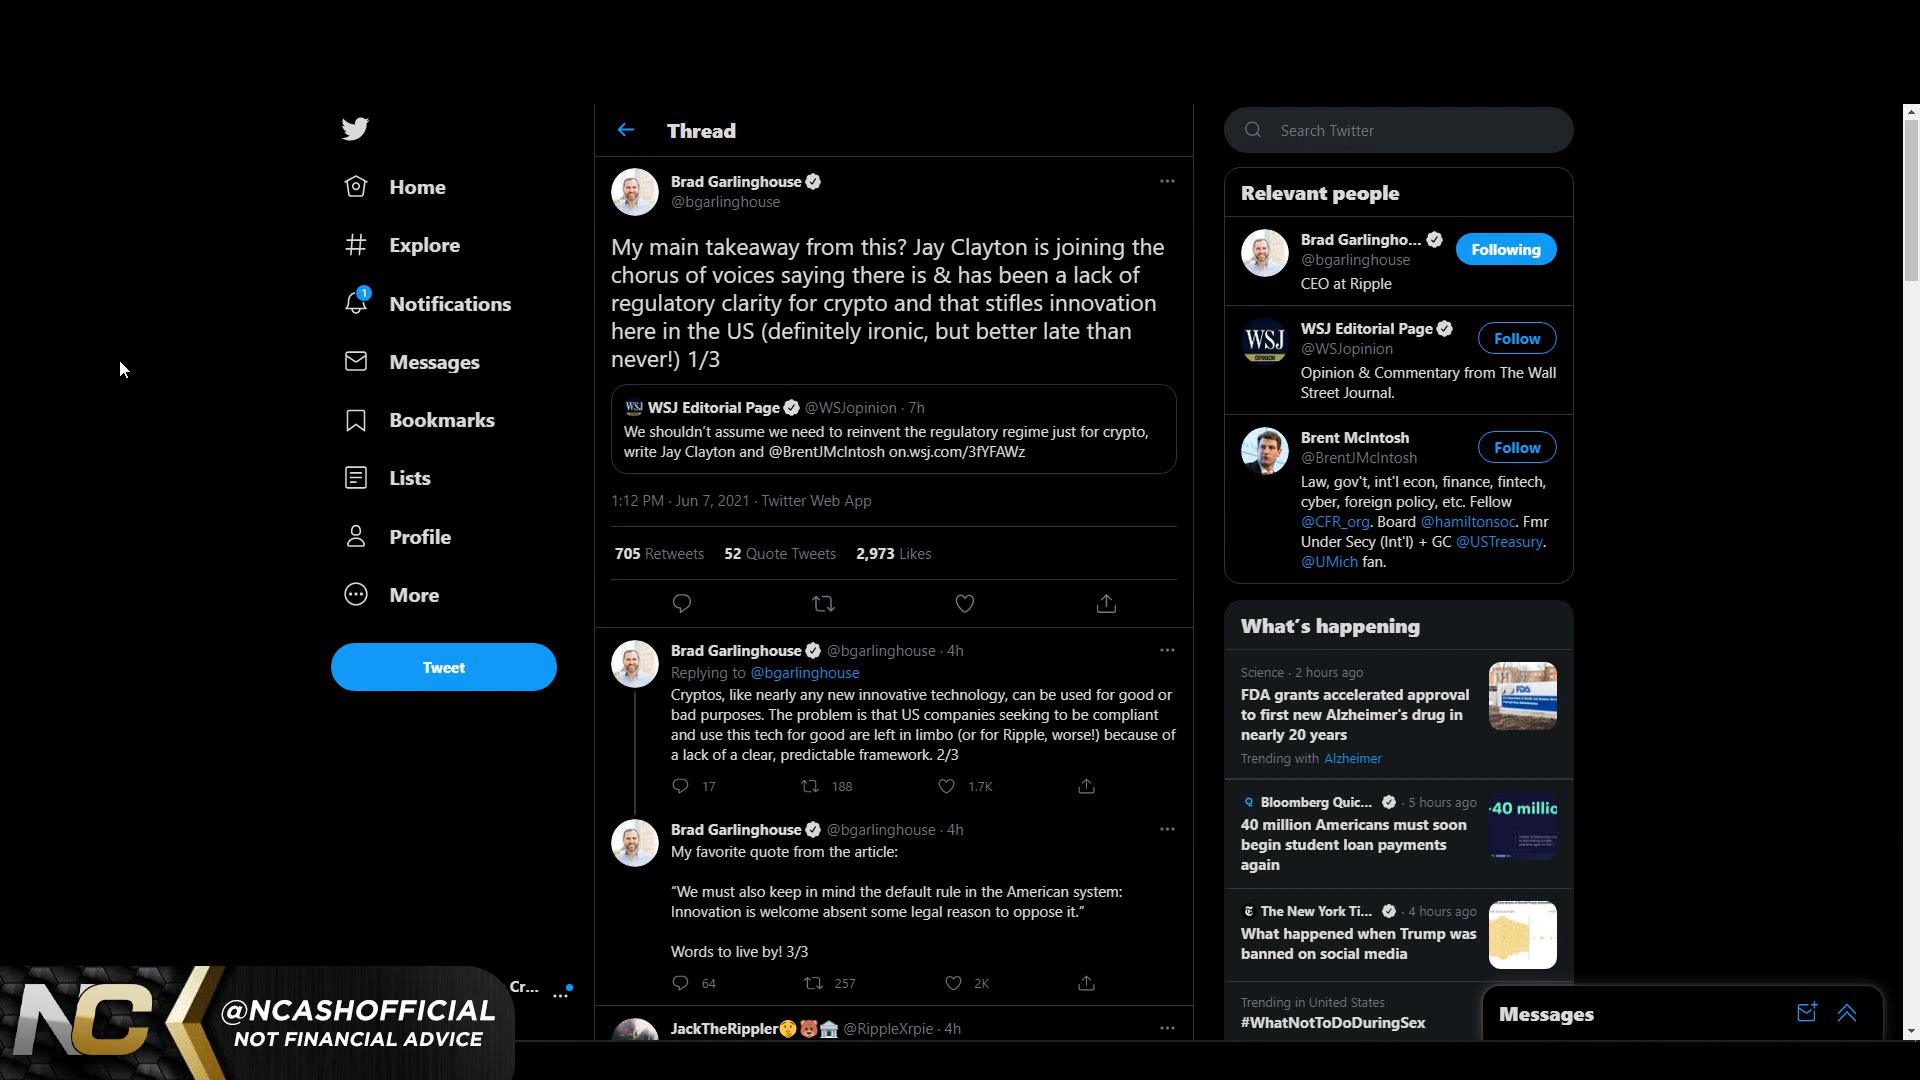 Home
Explore
1
Notifications
Messages
Bookmarks
Lists
Profile
More
Tweet
Cr...
Thread
Brad Garlinghouse
@bgarlinghouse
My main takeaway from this? Jay Clayton is joining the
chorus of voices saying there is & has been a lack of
regulatory clarity for crypto and that stifles innovation
here in the US (definitely ironic, but better late than
never!) 1/3
WSJ WSJ Editorial Page @WSJopinion · 7h
We shouldn't assume we need to reinvent the regulatory regime just for crypto,
write Jay Clayton and @BrentJMcIntosh on.wsj.com/3fYFAWz
1:12 PM · Jun 7, 2021 · Twitter Web App
705 Retweets 52 Quote Tweets 2,973 Likes
Brad Garlinghouse @bgarlinghouse · 4h
Replying to @bgarlinghouse
Cryptos, like nearly any new innovative technology, can be used for good or
bad purposes. The problem is that US companies seeking to be compliant
and use this tech for good are left in limbo (or for Ripple, worse!) because of
a lack of a clear, predictable framework. 2/3
17 188 1.7K
Brad Garlinghouse @bgarlinghouse · 4h
My favorite quote from the article:
"We must also keep in mind the default rule in the American system:
Innovation is welcome absent some legal reason to oppose it."
Words to live by! 3/3
64 257 2K
JackTheRippler🤫🐻🏦 @RippleXrpie · 4h
Search Twitter
Relevant people
Brad Garlingho...
Following
@bgarlinghouse
CEO at Ripple
WSJ
OPINION
WSJ Editorial Page
Follow
@WSJopinion
Opinion & Commentary from The Wall
Street Journal.
Brent McIntosh
Follow
@BrentJMcIntosh
Law, gov't, int'l econ, finance, fintech,
cyber, foreign policy, etc. Fellow
@CFR_org. Board @hamiltonsoc. Fmr
Under Secy (Int'l) + GC @USTreasury.
@UMich fan.
What's happening
Science · 2 hours ago
FDA grants accelerated approval
to first new Alzheimer's drug in
nearly 20 years
Trending with Alzheimer
FDA
Bloomberg Quic... · 5 hours ago
40 million Americans must soon
begin student loan payments
again
40 millic
The New York Ti... · 4 hours ago
What happened when Trump was
banned on social media
Trending in United States
#WhatNotToDoDuringSex
Messages
NC
@NCASHOFFICIAL
NOT FINANCIAL ADVICE